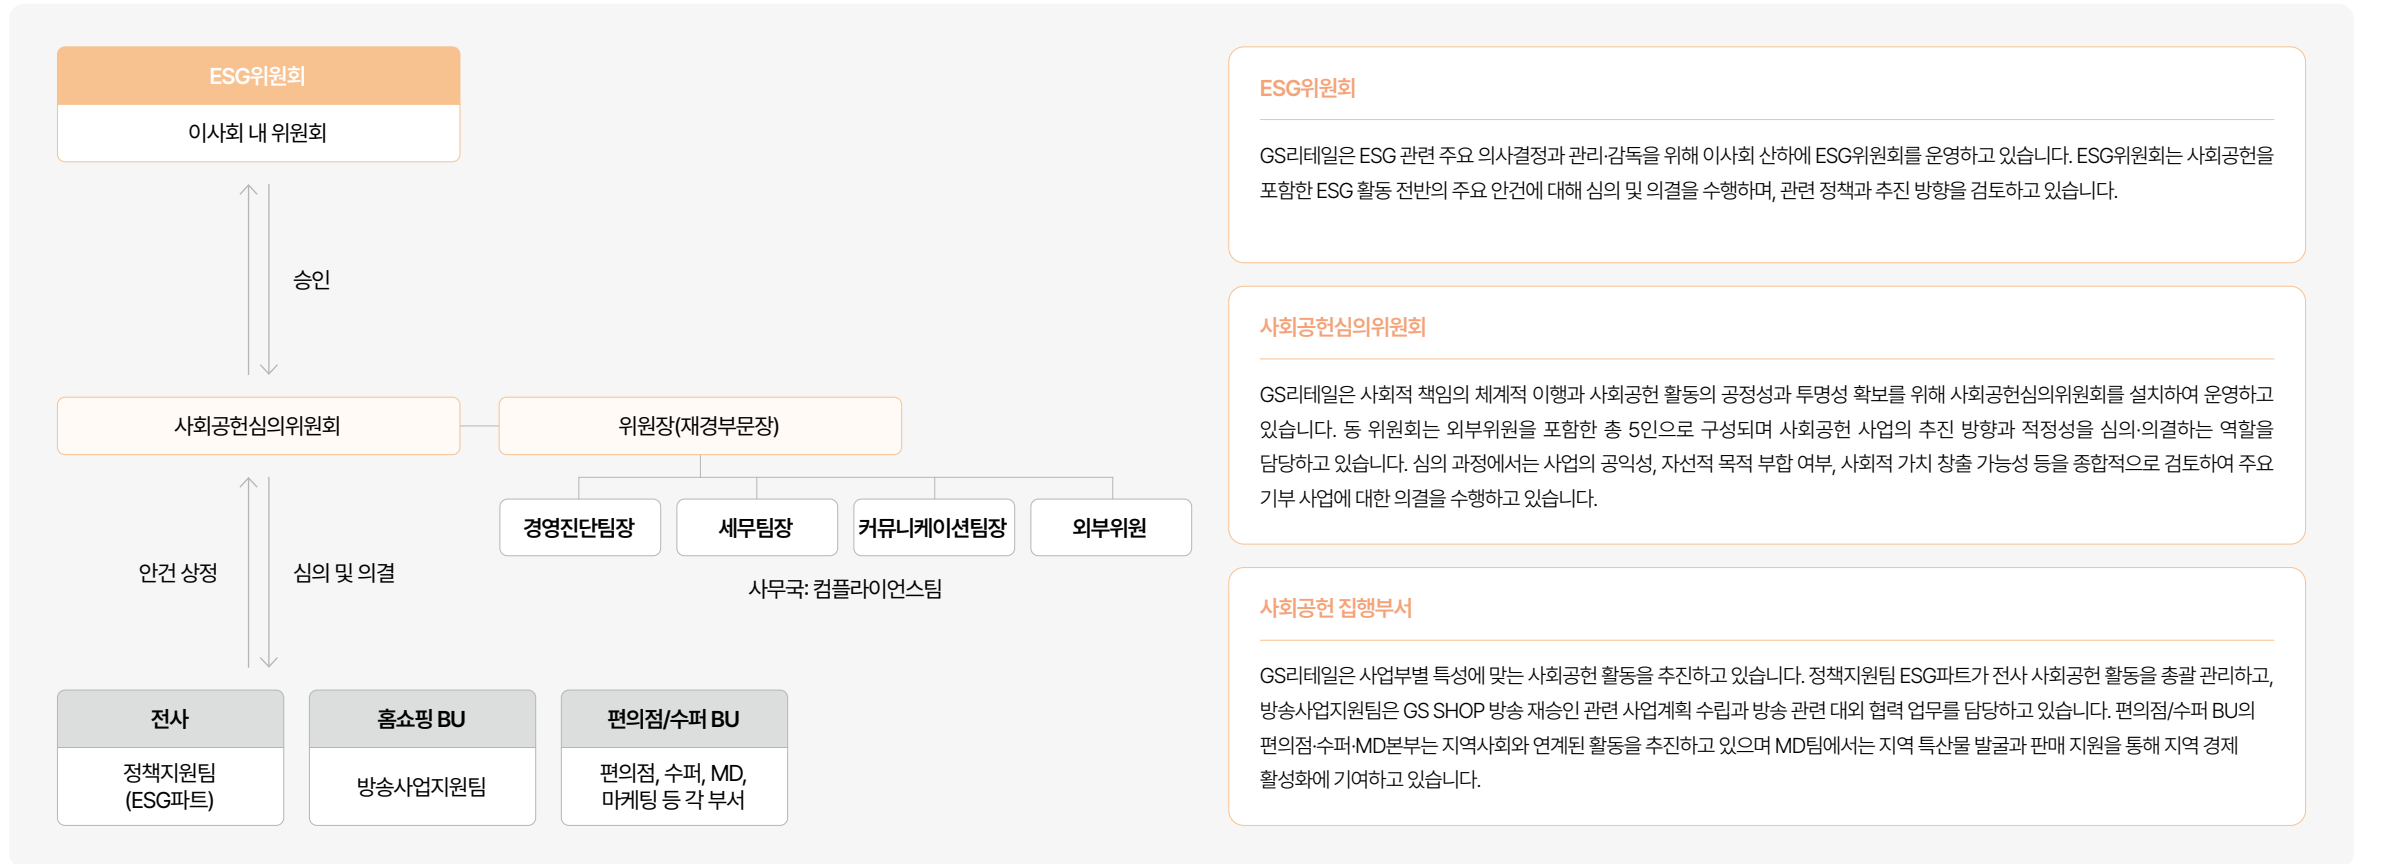 ESG위원회
이사회 내 위원회
승인
사회공헌심의위원회
위원장(재경부문장)
경영진단팀장
세무팀장
커뮤니케이션팀장
외부위원
사무국: 컴플라이언스팀
안건 상정
심의 및 의결
전사
정책지원팀
(ESG파트)
홈쇼핑 BU
방송사업지원팀
편의점/수퍼 BU
편의점, 수퍼, MD,
마케팅 등 각 부서
ESG위원회
GS리테일은 ESG 관련 주요 의사결정과 관리·감독을 위해 이사회 산하에 ESG위원회를 운영하고 있습니다. ESG위원회는 사회공헌을
포함한 ESG 활동 전반의 주요 안건에 대해 심의 및 의결을 수행하며, 관련 정책과 추진 방향을 검토하고 있습니다.
사회공헌심의위원회
GS리테일은 사회적 책임의 체계적 이행과 사회공헌 활동의 공정성과 투명성 확보를 위해 사회공헌심의위원회를 설치하여 운영하고
있습니다. 동 위원회는 외부위원을 포함한 총 5인으로 구성되며 사회공헌 사업의 추진 방향과 적정성을 심의·의결하는 역할을
담당하고 있습니다. 심의 과정에서는 사업의 공익성, 자선적 목적 부합 여부, 사회적 가치 창출 가능성 등을 종합적으로 검토하여 주요
기부 사업에 대한 의결을 수행하고 있습니다.
사회공헌 집행부서
GS리테일은 사업부별 특성에 맞는 사회공헌 활동을 추진하고 있습니다. 정책지원팀 ESG파트가 전사 사회공헌 활동을 총괄 관리하고,
방송사업지원팀은 GS SHOP 방송 재승인 관련 사업계획 수립과 방송 관련 대외 협력 업무를 담당하고 있습니다. 편의점/수퍼 BU의
편의점·수퍼·MD본부는 지역사회와 연계된 활동을 추진하고 있으며 MD팀에서는 지역 특산물 발굴과 판매 지원을 통해 지역 경제
활성화에 기여하고 있습니다.